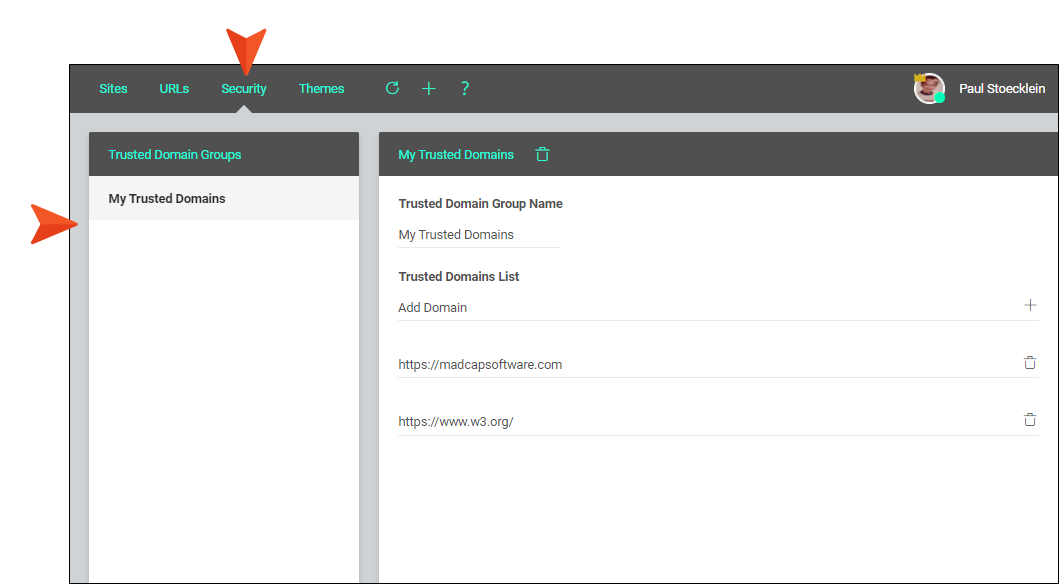 Sites URLs Security Themes ? Paul Stoecklein
Trusted Domain Groups
My Trusted Domains
My Trusted Domains
Trusted Domain Group Name
My Trusted Domains
Trusted Domains List
Add Domain
https://madcapsoftware.com
https://www.w3.org/